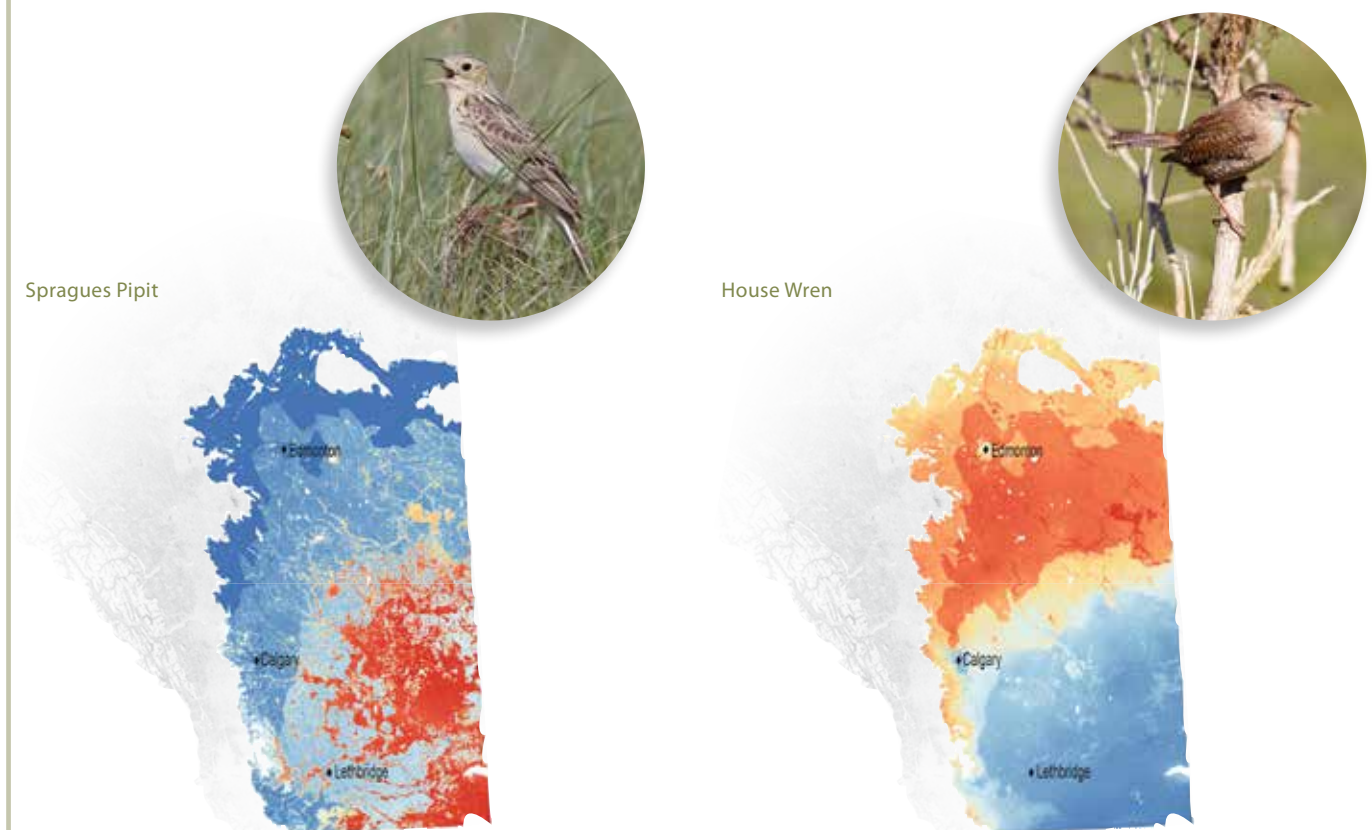 Spragues Pipit
House Wren
Edmonton
Edmonton
Calgary
Calgary
Lethbridge
Lethbridge